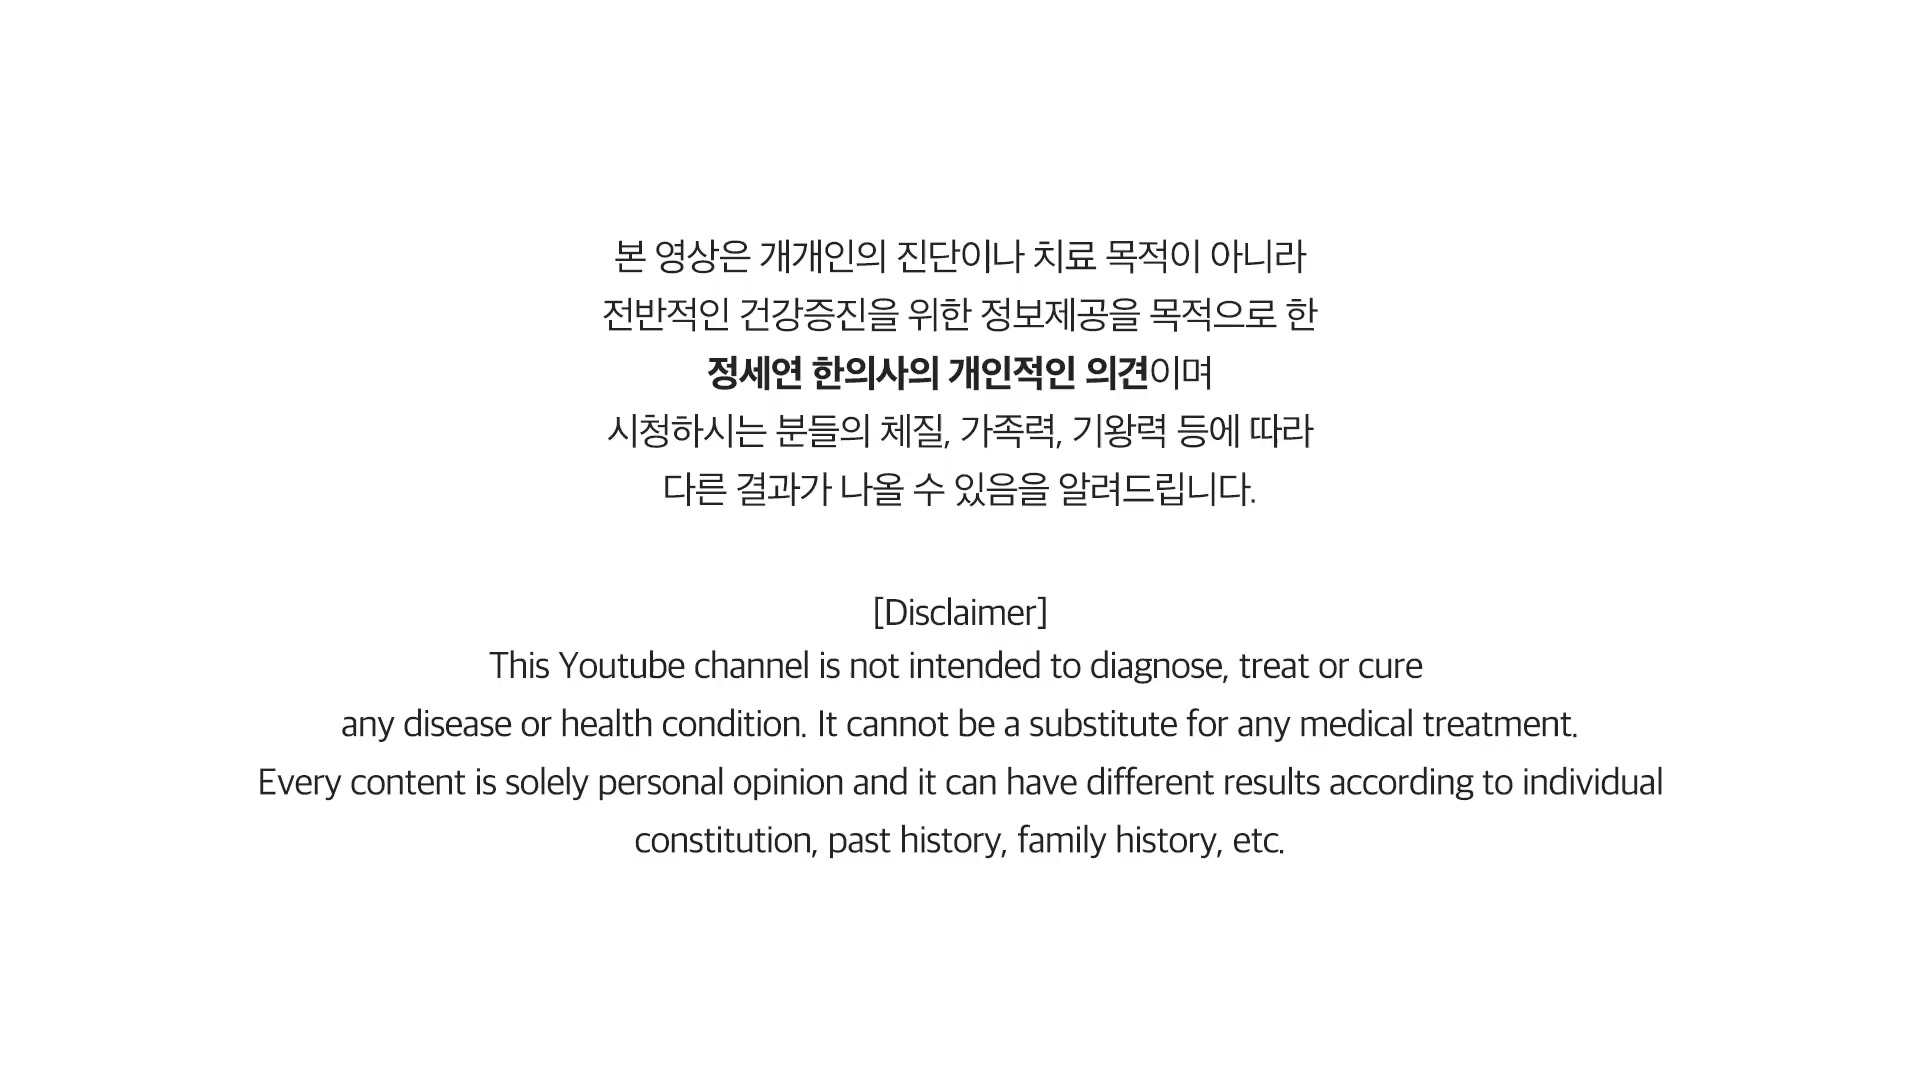 본 영상은 개개인의 진단이나 치료 목적이 아니라
전반적인 건강증진을 위한 정보제공을 목적으로 한
정세연 한의사의 개인적인 의견이며
시청하시는 분들의 체질, 가족력, 기왕력 등에 따라
다른 결과가 나올 수 있음을 알려드립니다.
[Disclaimer]
This Youtube channel is not intended to diagnose, treat or cure
any disease or health condition. It cannot be a substitute for any medical treatment.
Every content is solely personal opinion and it can have different results according to individual
constitution, past history, family history, etc.